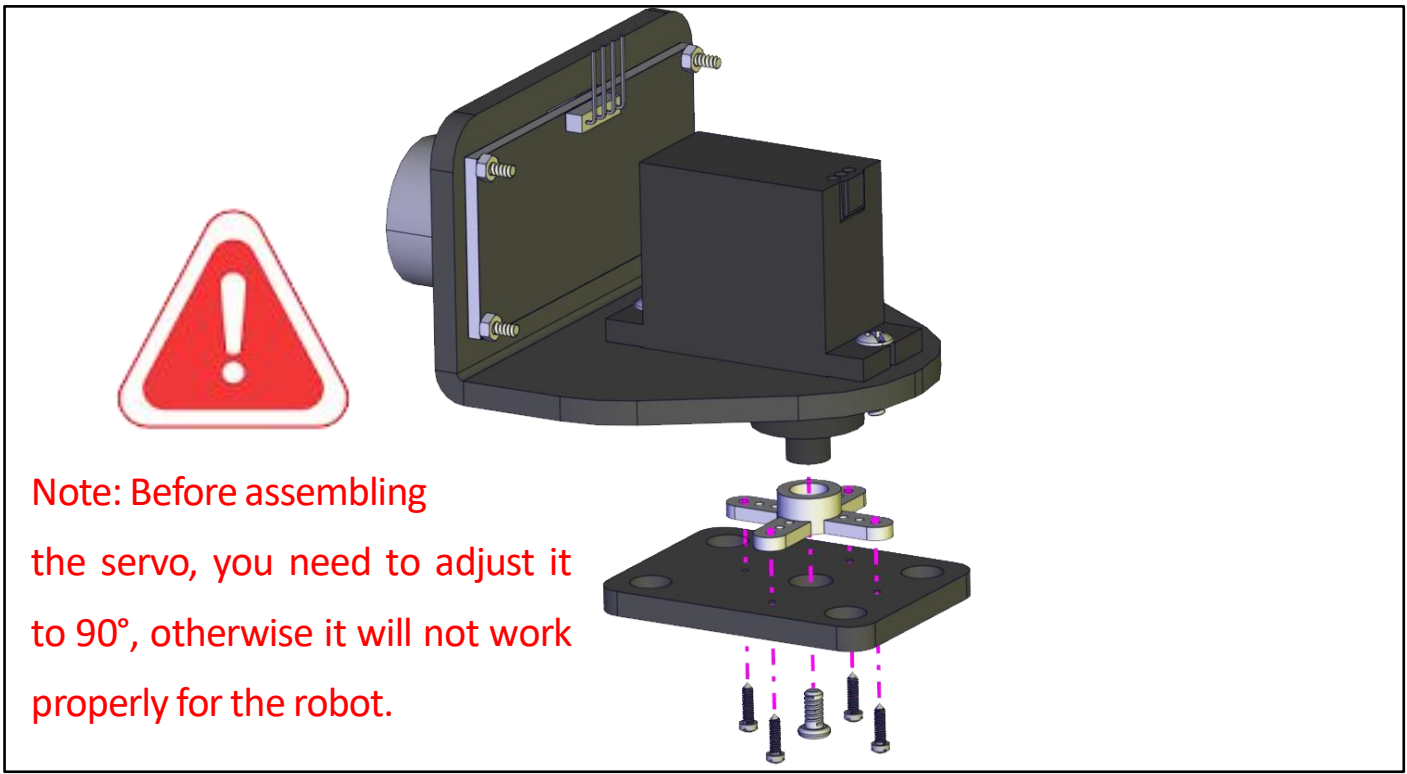 Note: Before assembling
the servo, you need to adjust it
to 90°, otherwise it will not work
properly for the robot.